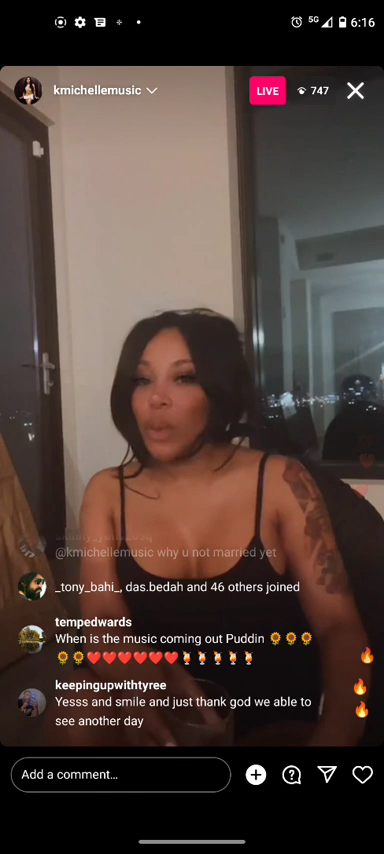 5G 6:16
kmichellemusic LIVE 747
@kmichellemusic why u not married yet
_tony_bahi_, das.bedah and 46 others joined
tempedwards
When is the music coming out Puddin 🌻🌻🌻
🌻🌻❤️❤️❤️❤️❤️❤️🍹🍹🍹🍹🍹
keepingupwithtyree
Yesss and smile and just thank god we able to
see another day
Add a comment...